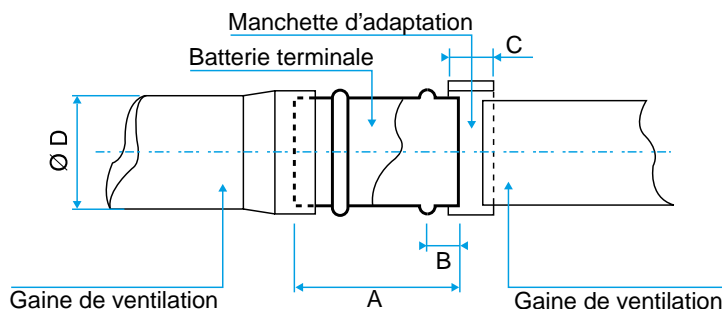 Manchette d'adaptation
C
Batterie terminale
Ø D
B
A
Gaine de ventilation
Gaine de ventilation